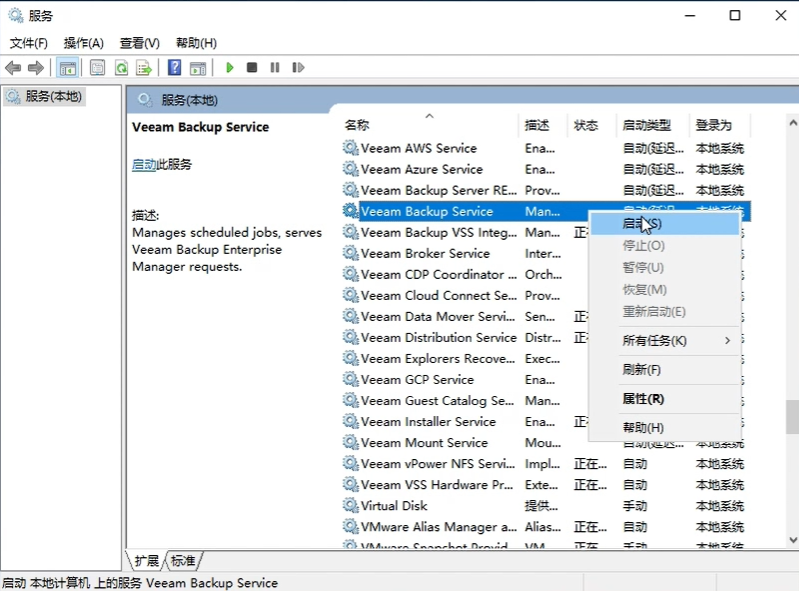 服务
文件(F) 操作(A) 查看(V) 帮助(H)
服务(本地)
服务(本地)
Veeam Backup Service
启动此服务
描述:
Manages scheduled jobs, serves
Veeam Backup Enterprise
Manager requests.
名称 描述 状态 启动类型 登录为
Veeam AWS Service Ena... 自动(延迟... 本地系统
Veeam Azure Service Ena... 自动(延迟... 本地系统
Veeam Backup Server RE... Prov... 自动(延迟... 本地系统
Veeam Backup Service Man...
Veeam Backup VSS Integ... Man... 正
Veeam Broker Service Inter...
Veeam CDP Coordinator ... Orch...
Veeam Cloud Connect Se... Prov...
Veeam Data Mover Servi... Sen... 正
Veeam Distribution Service Distr... 正
Veeam Explorers Recove... Exec...
Veeam GCP Service Ena...
Veeam Guest Catalog Se... Man...
Veeam Installer Service Ena... 正
Veeam Mount Service Mou... 自动(延迟... 本地系统
Veeam vPower NFS Servi... Impl... 正在... 自动 本地系统
Veeam VSS Hardware Pr... Exte... 正在... 自动 本地系统
Virtual Disk 提供... 手动 本地系统
VMware Alias Manager a... Alias... 正在... 自动 本地系统
VMware Snapshot Provid... VM... 手动 本地系统
启动(S)
停止(O)
暂停(U)
恢复(M)
重新启动(E)
所有任务(K)
刷新(F)
属性(R)
帮助(H)
扩展 标准
启动 本地计算机 上的服务 Veeam Backup Service